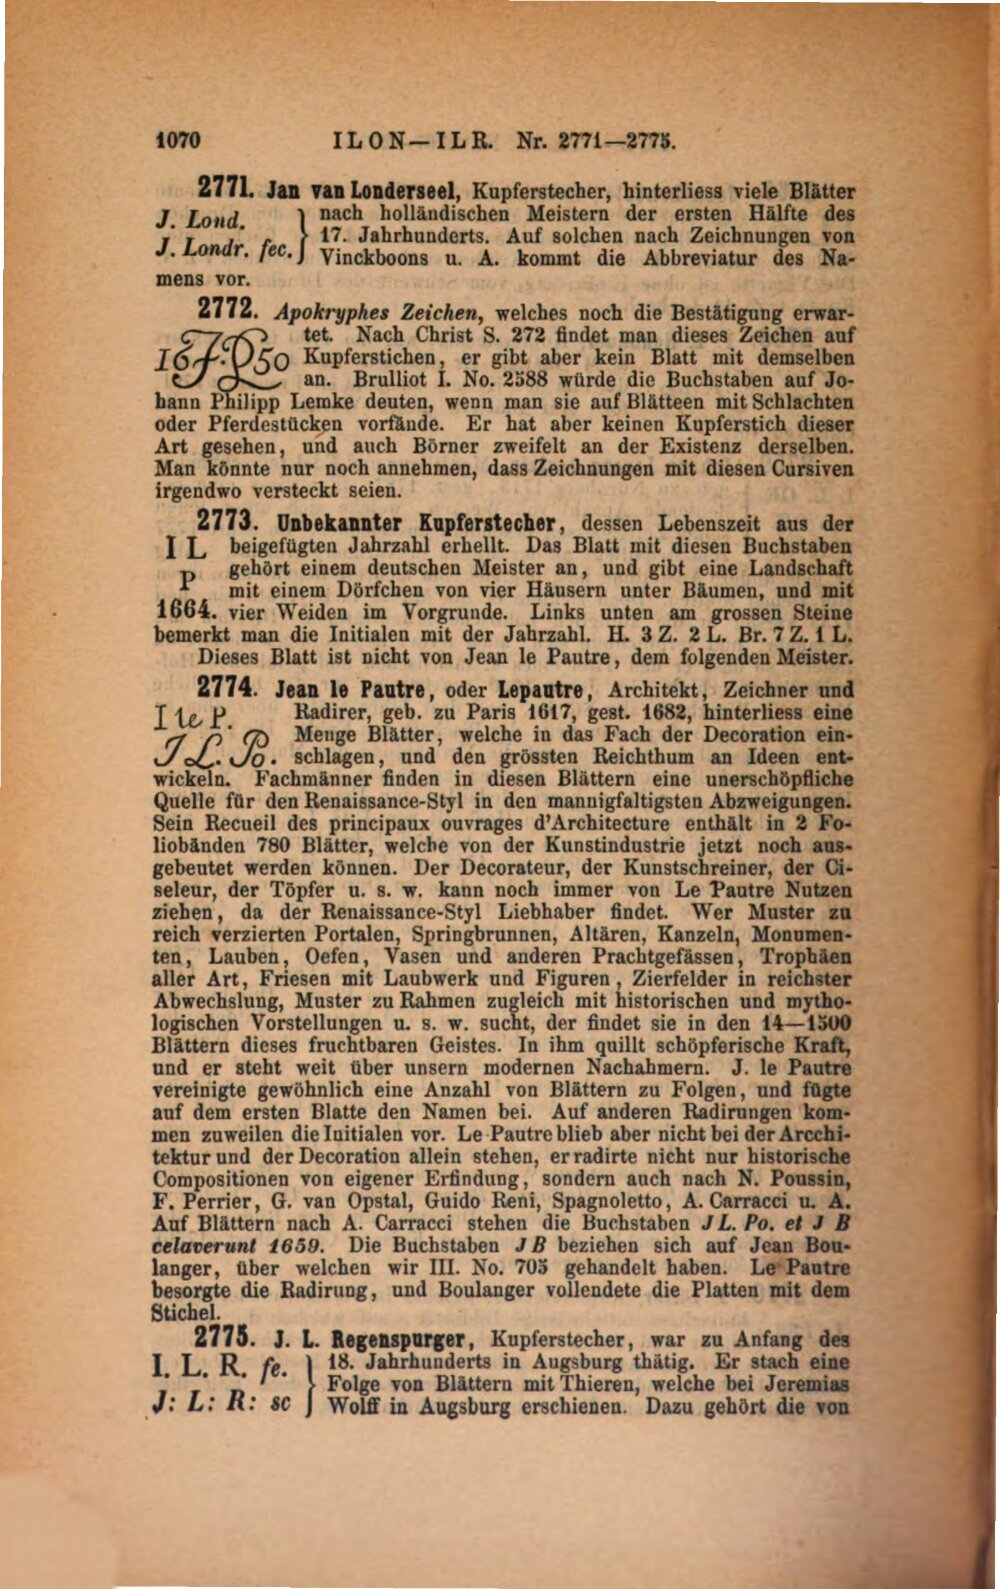 1070 ILON—ILR. Nr. 2771—2775.
2771. Jan van Londerseel, Kupferstecher, hinterliess viele Blätter
J. Lond. } nach holländischen Meistern der ersten Hälfte des
J. Londr. fec. 17. Jahrhunderts. Auf solchen nach Zeichnungen von
Vinckboons u. A. kommt die Abbreviatur des Na-
mens vor.
2772. Apokryphes Zeichen, welches noch die Bestätigung erwar-
tet. Nach Christ S. 272 findet man dieses Zeichen auf
Kupferstichen, er gibt aber kein Blatt mit demselben
an. Brulliot I. No. 2588 würde die Buchstaben auf Jo-
hann Philipp Lemke deuten, wenn man sie auf Blätteen mit Schlachten
oder Pferdestücken vorfände. Er hat aber keinen Kupferstich dieser
Art gesehen, und auch Börner zweifelt an der Existenz derselben.
Man könnte nur noch annehmen, dass Zeichnungen mit diesen Cursiven
irgendwo versteckt seien.
2773. Unbekannter Kupferstecher, dessen Lebenszeit aus der
I L beigefügten Jahrzahl erhellt. Das Blatt mit diesen Buchstaben
gehört einem deutschen Meister an, und gibt eine Landschaft
P mit einem Dörfchen von vier Häusern unter Bäumen, und mit
1664. vier Weiden im Vorgrunde. Links unten am grossen Steine
bemerkt man die Initialen mit der Jahrzahl. H. 3 Z. 2 L. Br. 7 Z. 1 L.
Dieses Blatt ist nicht von Jean le Pautre, dem folgenden Meister.
2774. Jean le Pautre, oder Lepautre, Architekt, Zeichner und
I le P. Radirer, geb. zu Paris 1617, gest. 1682, hinterliess eine
Menge Blätter, welche in das Fach der Decoration ein-
J L. Po. schlagen, und den grössten Reichthum an Ideen ent-
wickeln. Fachmänner finden in diesen Blättern eine unerschöpfliche
Quelle für den Renaissance-Styl in den mannigfaltigsten Abzweigungen.
Sein Recueil des principaux ouvrages d'Architecture enthält in 2 Fo-
liobänden 780 Blätter, welche von der Kunstindustrie jetzt noch aus-
gebeutet werden können. Der Decorateur, der Kunstschreiner, der Ci-
seleur, der Töpfer u. s. w. kann noch immer von Le Pautre Nutzen
ziehen, da der Renaissance-Styl Liebhaber findet. Wer Muster zu
reich verzierten Portalen, Springbrunnen, Altären, Kanzeln, Monumen-
ten, Lauben, Oefen, Vasen und anderen Prachtgefässen, Trophäen
aller Art, Friesen mit Laubwerk und Figuren, Zierfelder in reichster
Abwechslung, Muster zu Rahmen zugleich mit historischen und mytho-
logischen Vorstellungen u. s. w. sucht, der findet sie in den 14—1500
Blättern dieses fruchtbaren Geistes. In ihm quillt schöpferische Kraft,
und er steht weit über unsern modernen Nachahmern. J. le Pautre
vereinigte gewöhnlich eine Anzahl von Blättern zu Folgen, und fügte
auf dem ersten Blatte den Namen bei. Auf anderen Radirungen kom-
men zuweilen die Initialen vor. Le Pautre blieb aber nicht bei der Arcchi-
tektur und der Decoration allein stehen, er radirte nicht nur historische
Compositionen von eigener Erfindung, sondern auch nach N. Poussin,
F. Perrier, G. van Opstal, Guido Reni, Spagnoletto, A. Carracci u. A.
Auf Blättern nach A. Carracci stehen die Buchstaben J L. Po. et J B
celaverunt 1659. Die Buchstaben J B beziehen sich auf Jean Bou-
langer, über welchen wir III. No. 705 gehandelt haben. Le Pautre
besorgte die Radirung, und Boulanger vollendete die Platten mit dem
Stichel.
2775. J. L. Regenspurger, Kupferstecher, war zu Anfang des
I. L. R. fe. } 18. Jahrhunderts in Augsburg thätig. Er stach eine
Folge von Blättern mit Thieren, welche bei Jeremias
J: L: R: sc Wolff in Augsburg erschienen. Dazu gehört die von